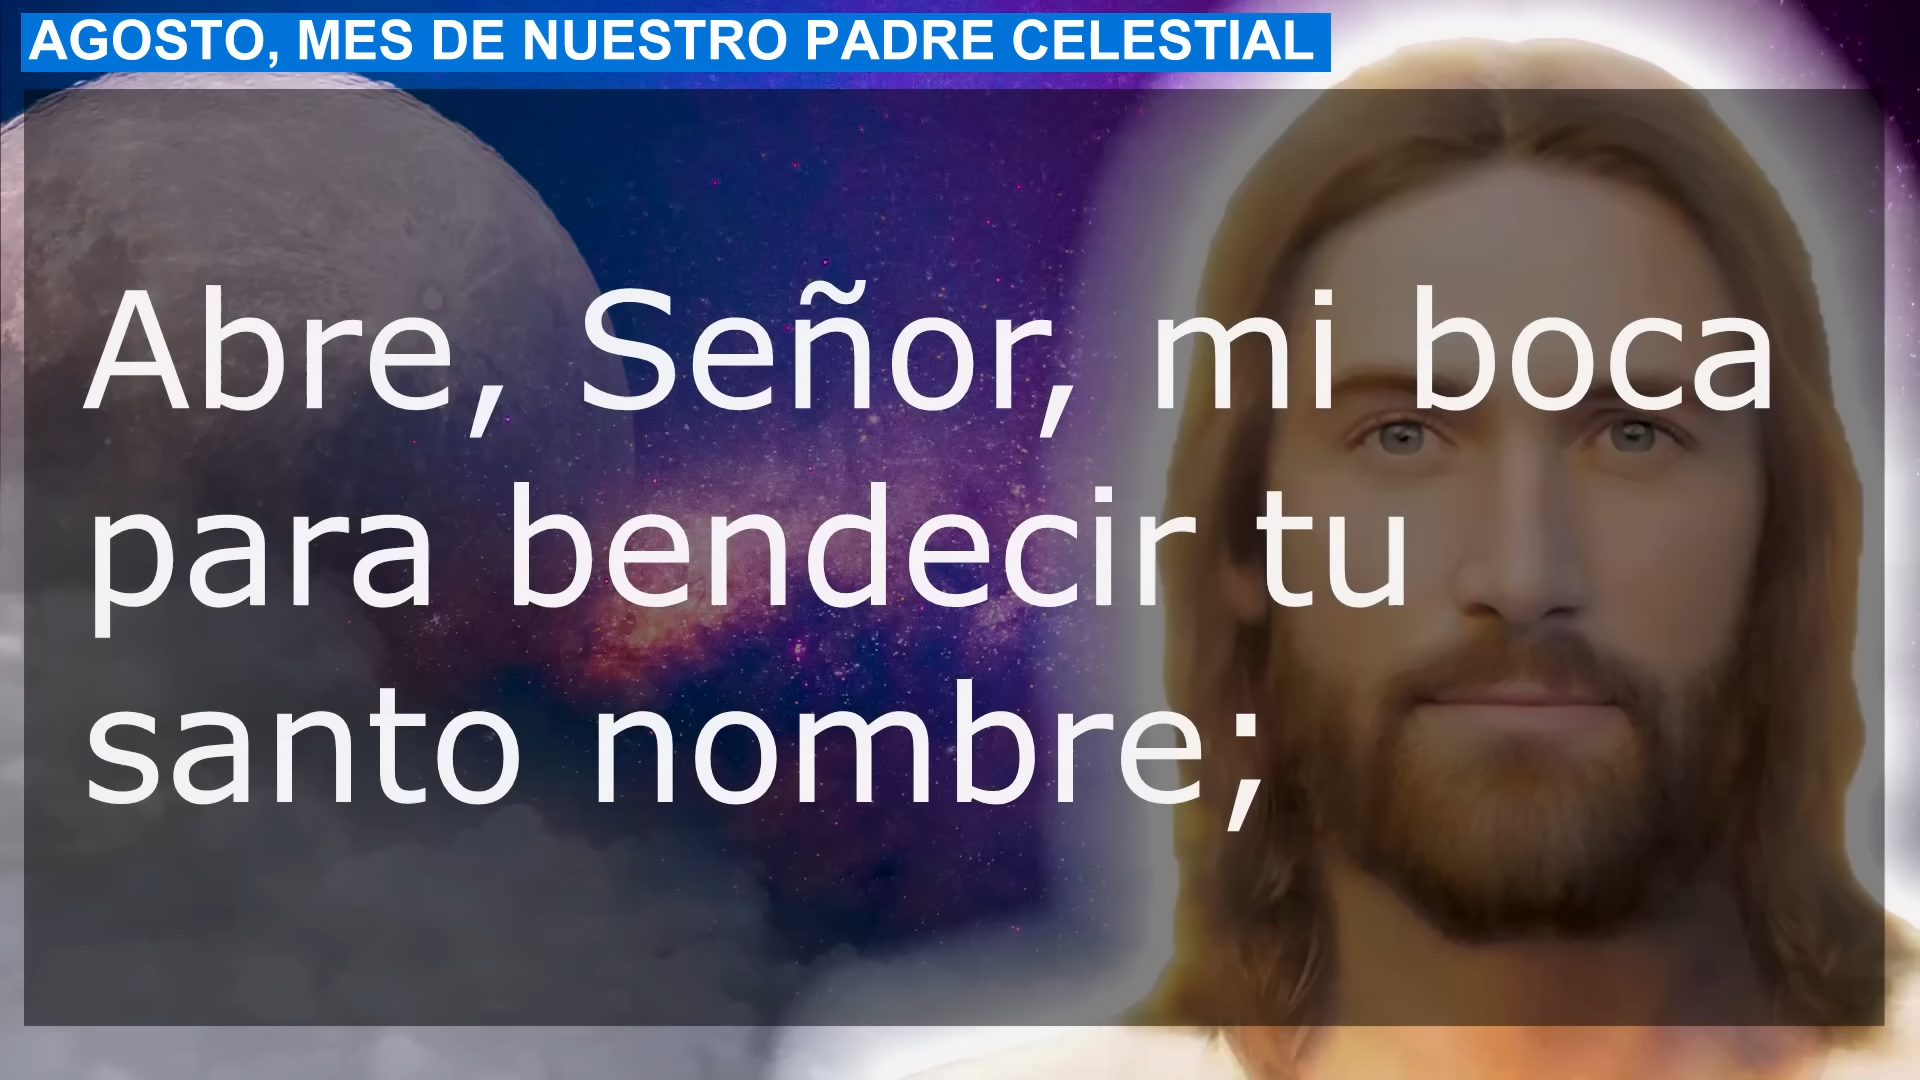 AGOSTO, MES DE NUESTRO PADRE CELESTIAL
Abre, Señor, mi boca
para bendecir tu
santo nombre;